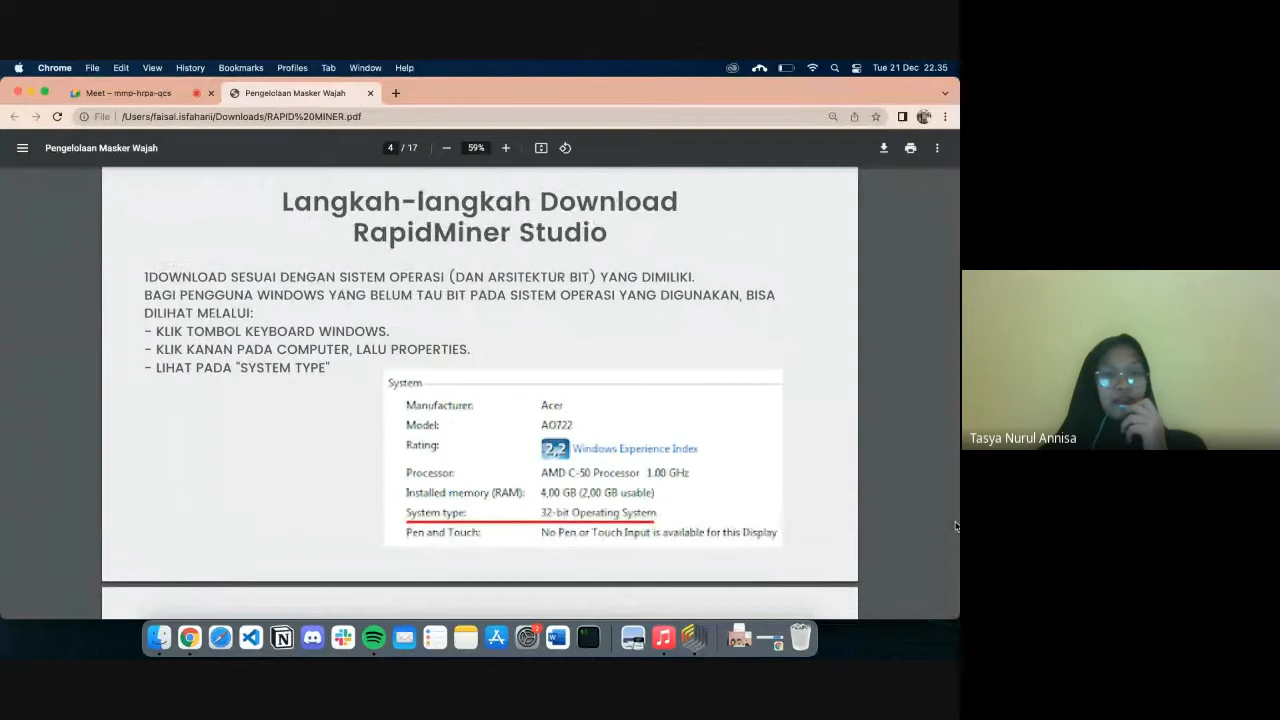 Chrome File Edit View History Bookmarks Profiles Tab Window Help Tue 21 Dec 22.35
Meet – mmp-hrpa-qcs Pengelolaan Masker Wajah
File /Users/faisal.isfahani/Downloads/RAPID%20MINER.pdf
Pengelolaan Masker Wajah 4 / 17 59%
Langkah-langkah Download
RapidMiner Studio
1DOWNLOAD SESUAI DENGAN SISTEM OPERASI (DAN ARSITEKTUR BIT) YANG DIMILIKI.
BAGI PENGGUNA WINDOWS YANG BELUM TAU BIT PADA SISTEM OPERASI YANG DIGUNAKAN, BISA
DILIHAT MELALUI:
- KLIK TOMBOL KEYBOARD WINDOWS.
- KLIK KANAN PADA COMPUTER, LALU PROPERTIES.
- LIHAT PADA "SYSTEM TYPE"
System
Manufacturer: Acer
Model: AO722
Rating: 2,2 Windows Experience Index
Processor: AMD C-50 Processor 1.00 GHz
Installed memory (RAM): 4,00 GB (2,00 GB usable)
System type: 32-bit Operating System
Pen and Touch: No Pen or Touch Input is available for this Display
Tasya Nurul Annisa